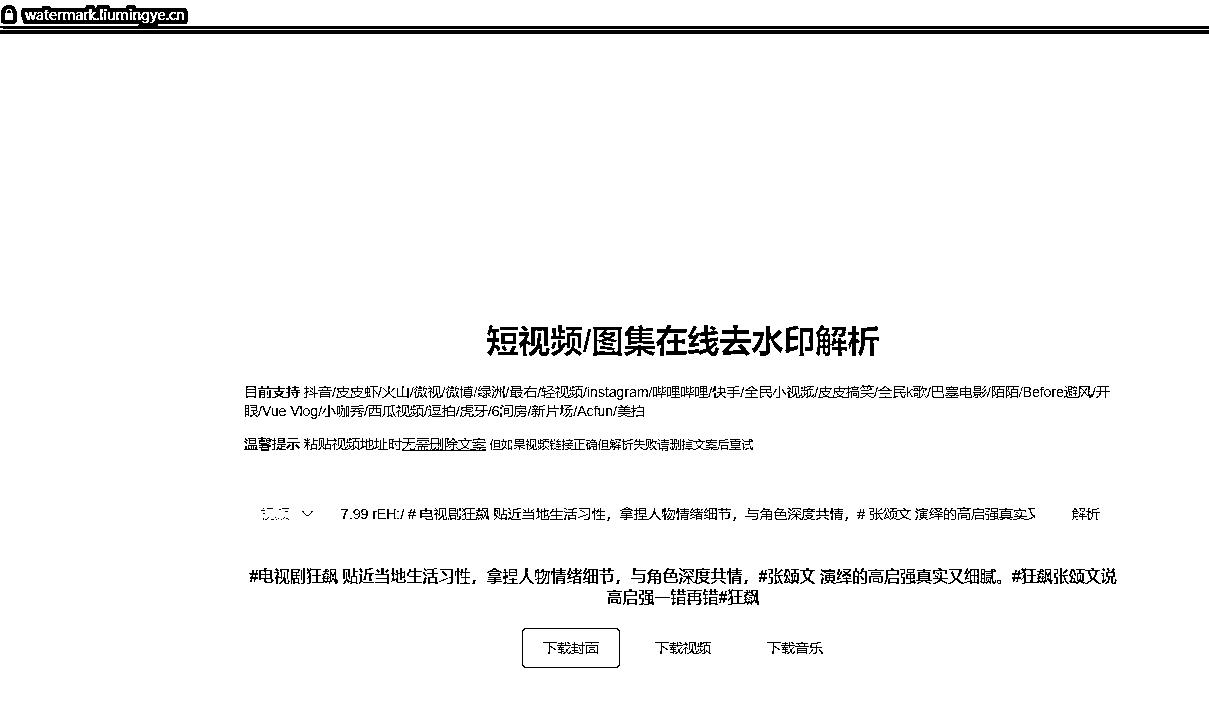 watermark.liumingye.cn
短视频/图集在线去水印解析
目前支持 抖音/皮皮虾/火山/微视/微博/绿洲/最右/轻视频/instagram/哔哩哔哩/快手/全民小视频/皮皮搞笑/全民k歌/巴塞电影/陌陌/Before避风/开
眼/Vue Vlog/小咖秀/西瓜视频/逗拍/虎牙/6间房/新片场/Acfun/美拍
温馨提示 粘贴视频地址时无需删除文案 但如果视频链接正确但解析失败请删掉文案后重试
视频 7.99 rEH:/ # 电视剧狂飙 贴近当地生活习性，拿捏人物情绪细节，与角色深度共情，# 张颂文 演绎的高启强真实又 解析
#电视剧狂飙 贴近当地生活习性，拿捏人物情绪细节，与角色深度共情，#张颂文 演绎的高启强真实又细腻。#狂飙张颂文说
高启强一错再错#狂飙
下载封面 下载视频 下载音乐